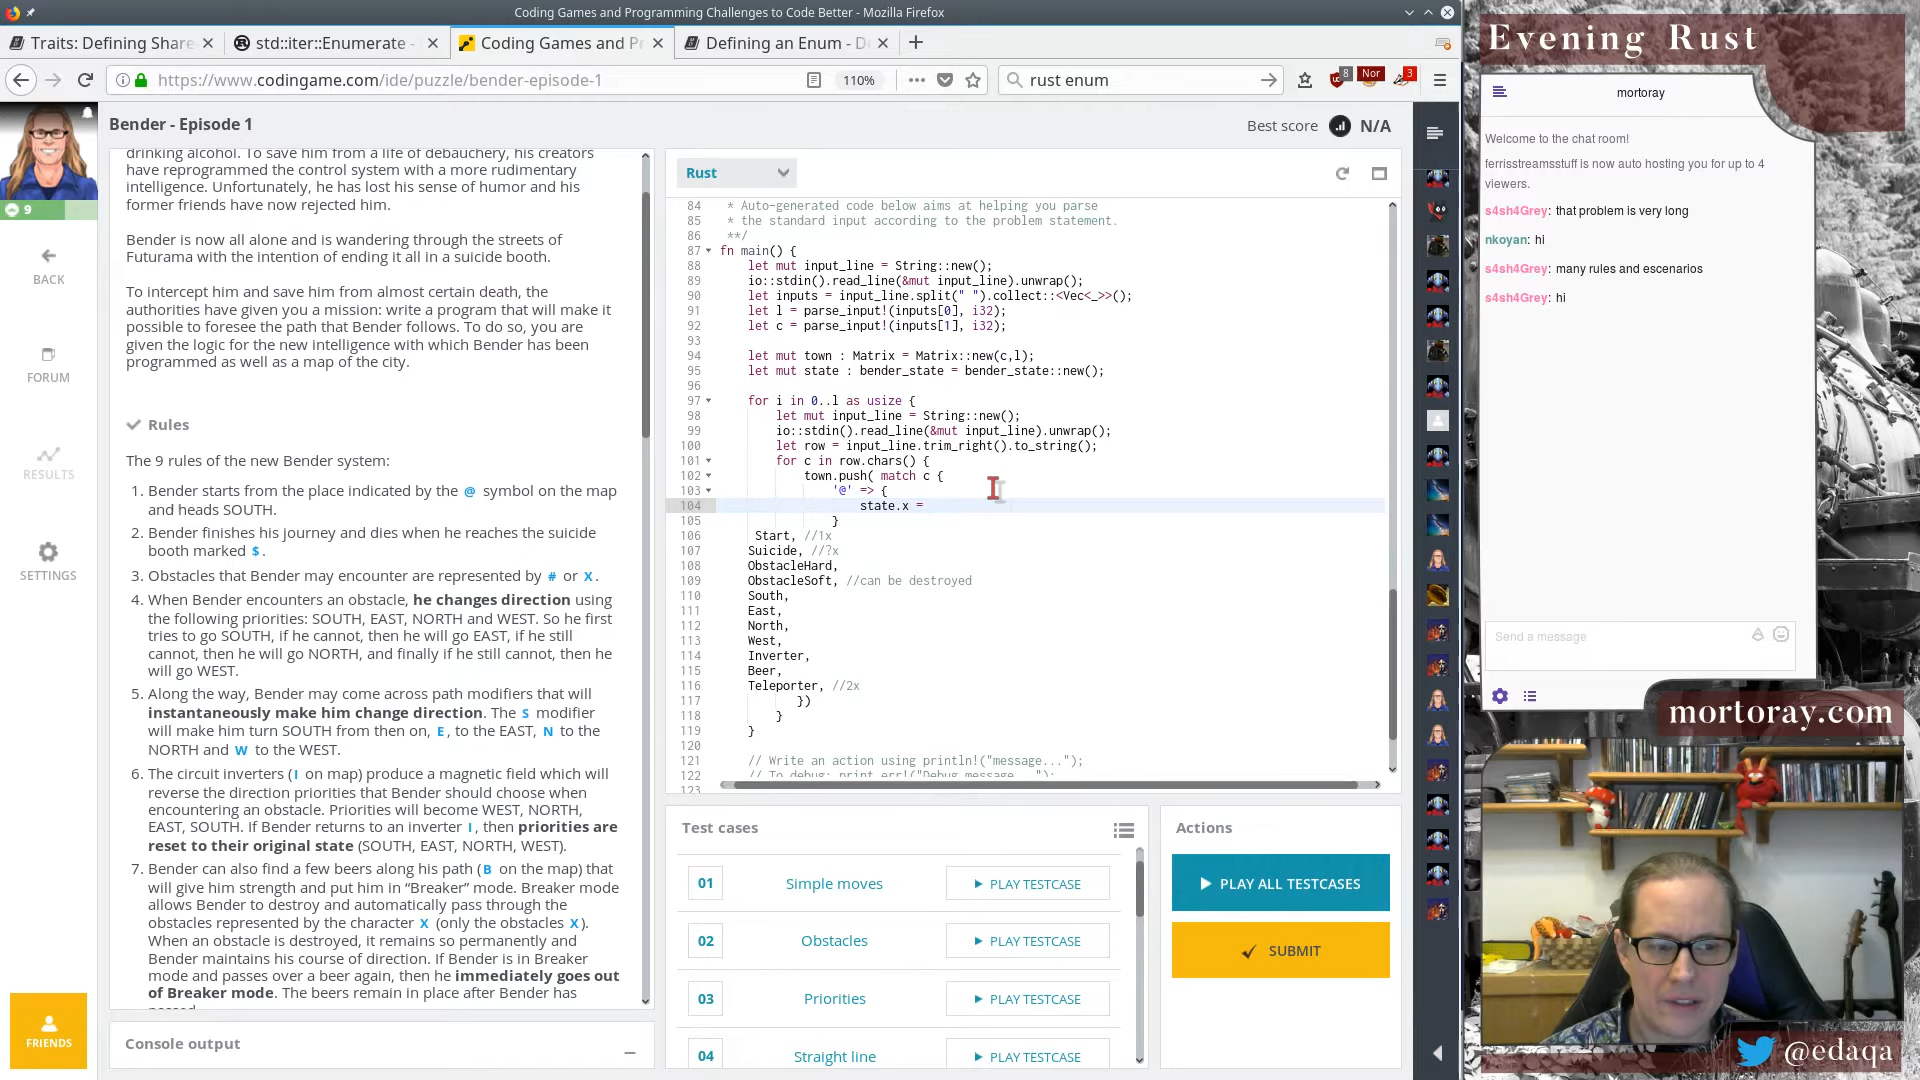 Coding Games and Programming Challenges to Code Better - Mozilla Firefox
Traits: Defining Share
std::iter::Enumerate -
Coding Games and Pr
Defining an Enum - D
https://www.codingame.com/ide/puzzle/bender-episode-1
110%
rust enum
8
Nor
3
Bender - Episode 1
Best score
N/A
9
BACK
FORUM
RESULTS
SETTINGS
FRIENDS
drinking alcohol. To save him from a life of debauchery, his creators
have reprogrammed the control system with a more rudimentary
intelligence. Unfortunately, he has lost his sense of humor and his
former friends have now rejected him.
Bender is now all alone and is wandering through the streets of
Futurama with the intention of ending it all in a suicide booth.
To intercept him and save him from almost certain death, the
authorities have given you a mission: write a program that will make it
possible to foresee the path that Bender follows. To do so, you are
given the logic for the new intelligence with which Bender has been
programmed as well as a map of the city.
Rules
The 9 rules of the new Bender system:
1. Bender starts from the place indicated by the @ symbol on the map
and heads SOUTH.
2. Bender finishes his journey and dies when he reaches the suicide
booth marked $.
3. Obstacles that Bender may encounter are represented by # or X.
4. When Bender encounters an obstacle, he changes direction using
the following priorities: SOUTH, EAST, NORTH and WEST. So he first
tries to go SOUTH, if he cannot, then he will go EAST, if he still
cannot, then he will go NORTH, and finally if he still cannot, then he
will go WEST.
5. Along the way, Bender may come across path modifiers that will
instantaneously make him change direction. The S modifier
will make him turn SOUTH from then on, E, to the EAST, N to the
NORTH and W to the WEST.
6. The circuit inverters (I on map) produce a magnetic field which will
reverse the direction priorities that Bender should choose when
encountering an obstacle. Priorities will become WEST, NORTH,
EAST, SOUTH. If Bender returns to an inverter I, then priorities are
reset to their original state (SOUTH, EAST, NORTH, WEST).
7. Bender can also find a few beers along his path (B on the map) that
will give him strength and put him in "Breaker" mode. Breaker mode
allows Bender to destroy and automatically pass through the
obstacles represented by the character X (only the obstacles X).
When an obstacle is destroyed, it remains so permanently and
Bender maintains his course of direction. If Bender is in Breaker
mode and passes over a beer again, then he immediately goes out
of Breaker mode. The beers remain in place after Bender has
Console output
Rust
84 * Auto-generated code below aims at helping you parse
85 * the standard input according to the problem statement.
86 **/
87 fn main() {
88 let mut input_line = String::new();
89 io::stdin().read_line(&mut input_line).unwrap();
90 let inputs = input_line.split(" ").collect::<Vec<_>>();
91 let l = parse_input!(inputs[0], i32);
92 let c = parse_input!(inputs[1], i32);
93
94 let mut town : Matrix = Matrix::new(c,l);
95 let mut state : bender_state = bender_state::new();
96
97 for i in 0..l as usize {
98 let mut input_line = String::new();
99 io::stdin().read_line(&mut input_line).unwrap();
100 let row = input_line.trim_right().to_string();
101 for c in row.chars() {
102 town.push( match c {
103 '@' => {
104 state.x =
105 }
106 Start, //1x
107 Suicide, //?x
108 ObstacleHard,
109 ObstacleSoft, //can be destroyed
110 South,
111 East,
112 North,
113 West,
114 Inverter,
115 Beer,
116 Teleporter, //2x
117 })
118 }
119 }
120
121 // Write an action using println!("message...");
122 // To debug: print_err!("Debug message...");
123
Test cases
01 Simple moves PLAY TESTCASE
02 Obstacles PLAY TESTCASE
03 Priorities PLAY TESTCASE
04 Straight line PLAY TESTCASE
Actions
PLAY ALL TESTCASES
SUBMIT
Evening Rust
mortoray
Welcome to the chat room!
ferrisstreamsstuff is now auto hosting you for up to 4
viewers.
s4sh4Grey: that problem is very long
nkoyan: hi
s4sh4Grey: many rules and escenarios
s4sh4Grey: hi
Send a message
mortoray.com
@edaqa